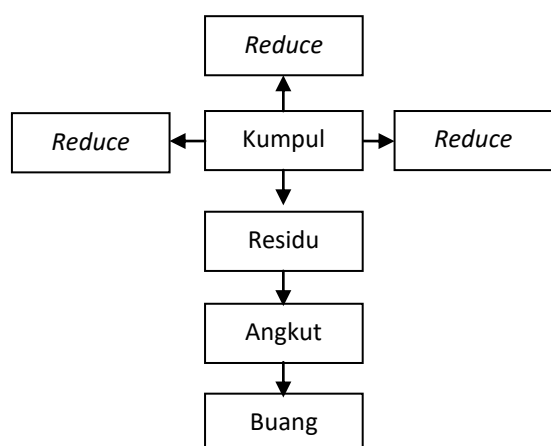 Reduce
Reduce
Kumpul
Reduce
Residu
Angkut
Buang